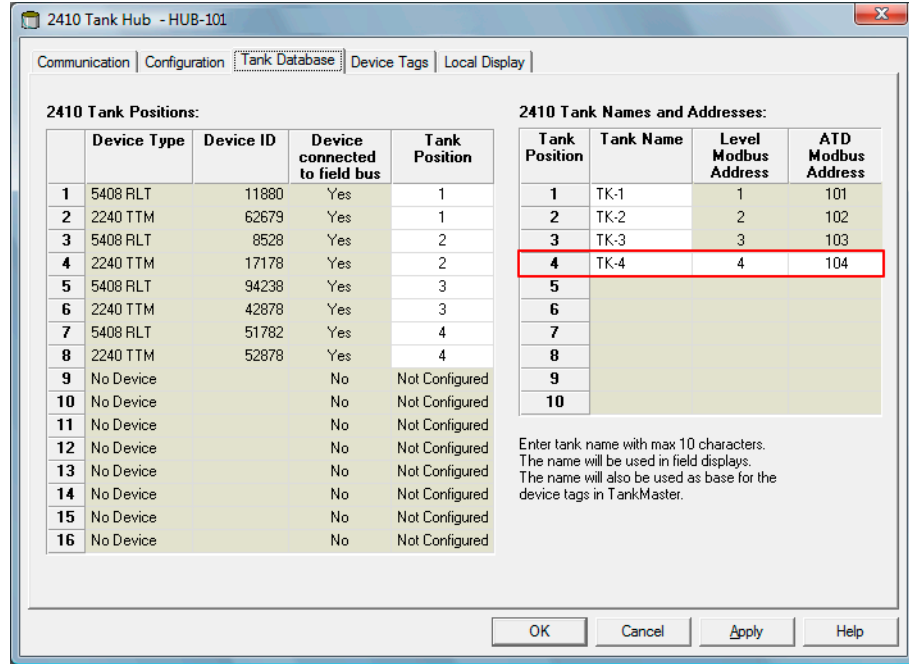 2410 Tank Hub - HUB-101
Communication Configuration Tank Database Device Tags Local Display
2410 Tank Positions:
Device Type Device ID Device connected to field bus Tank Position
1 5408 RLT 11880 Yes 1
2 2240 TTM 62679 Yes 1
3 5408 RLT 8528 Yes 2
4 2240 TTM 17178 Yes 2
5 5408 RLT 94238 Yes 3
6 2240 TTM 42878 Yes 3
7 5408 RLT 51782 Yes 4
8 2240 TTM 52878 Yes 4
9 No Device No Not Configured
10 No Device No Not Configured
11 No Device No Not Configured
12 No Device No Not Configured
13 No Device No Not Configured
14 No Device No Not Configured
15 No Device No Not Configured
16 No Device No Not Configured
2410 Tank Names and Addresses:
Tank Position Tank Name Level Modbus Address ATD Modbus Address
1 TK-1 1 101
2 TK-2 2 102
3 TK-3 3 103
4 TK-4 4 104
5
6
7
8
9
10
Enter tank name with max 10 characters.
The name will be used in field displays.
The name will also be used as base for the
device tags in TankMaster.
OK Cancel Apply Help